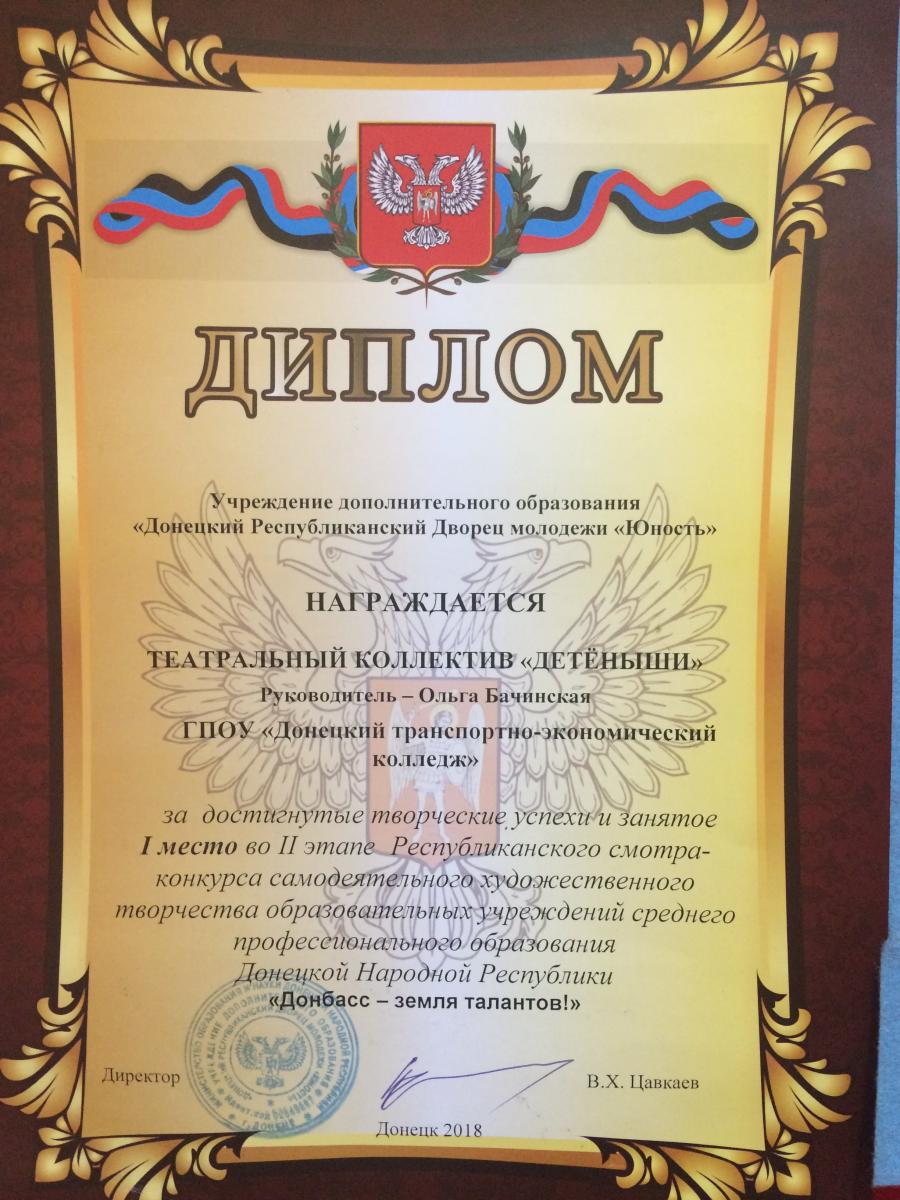 ДИПЛОМ
Учреждение дополнительного образования
«Донецкий Республиканский Дворец молодежи «Юность»
НАГРАЖДАЕТСЯ
ТЕАТРАЛЬНЫЙ КОЛЛЕКТИВ «ДЕТЁНЫШИ»
Руководитель – Ольга Бачинская
ГПОУ «Донецкий транспортно-экономический
колледж»
за достигнутые творческие успехи и занятое
I место во II этапе Республиканского смотра-
конкурса самодеятельного художественного
творчества образовательных учреждений среднего
профессионального образования
Донецкой Народной Республики
«Донбасс – земля талантов!»
Директор
В.Х. Цавкаев
Донецк 2018